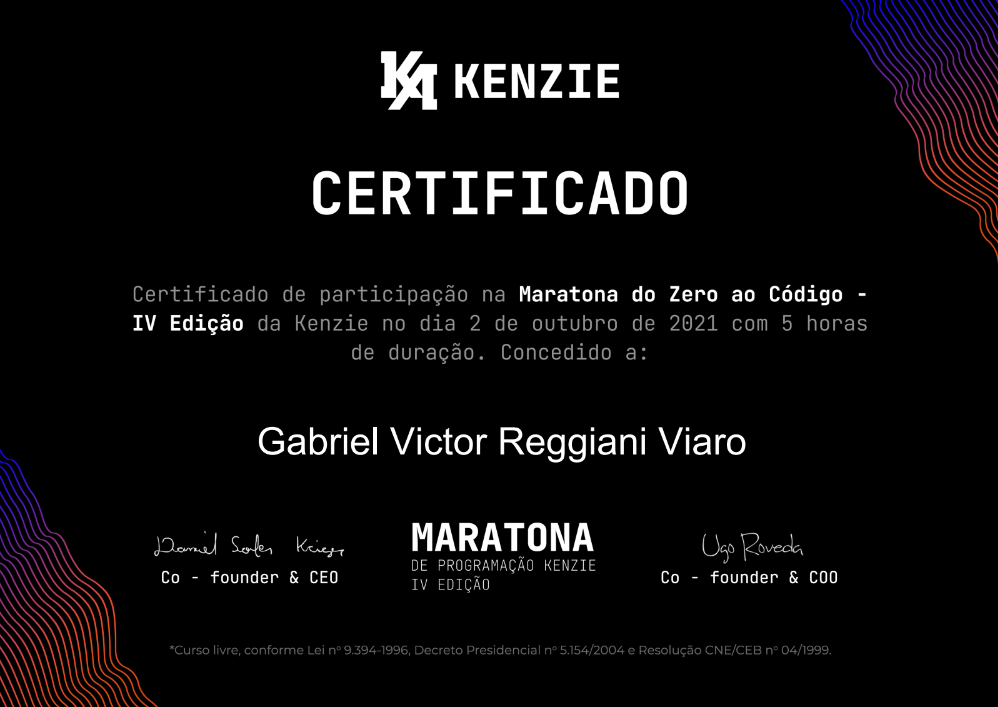 KA KENZIE
CERTIFICADO
Certificado de participação na Maratona do Zero ao Código -
IV Edição da Kenzie no dia 2 de outubro de 2021 com 5 horas
de duração. Concedido a:
Gabriel Victor Reggiani Viaro
Daniel Kriger
Co - founder & CEO
MARATONA
DE PROGRAMAÇÃO KENZIE
IV EDIÇÃO
Ugo Roveda
Co - founder & COO
*Curso livre, conforme Lei nº 9.394-1996, Decreto Presidencial nº 5.154/2004 e Resolução CNE/CEB nº 04/1999.